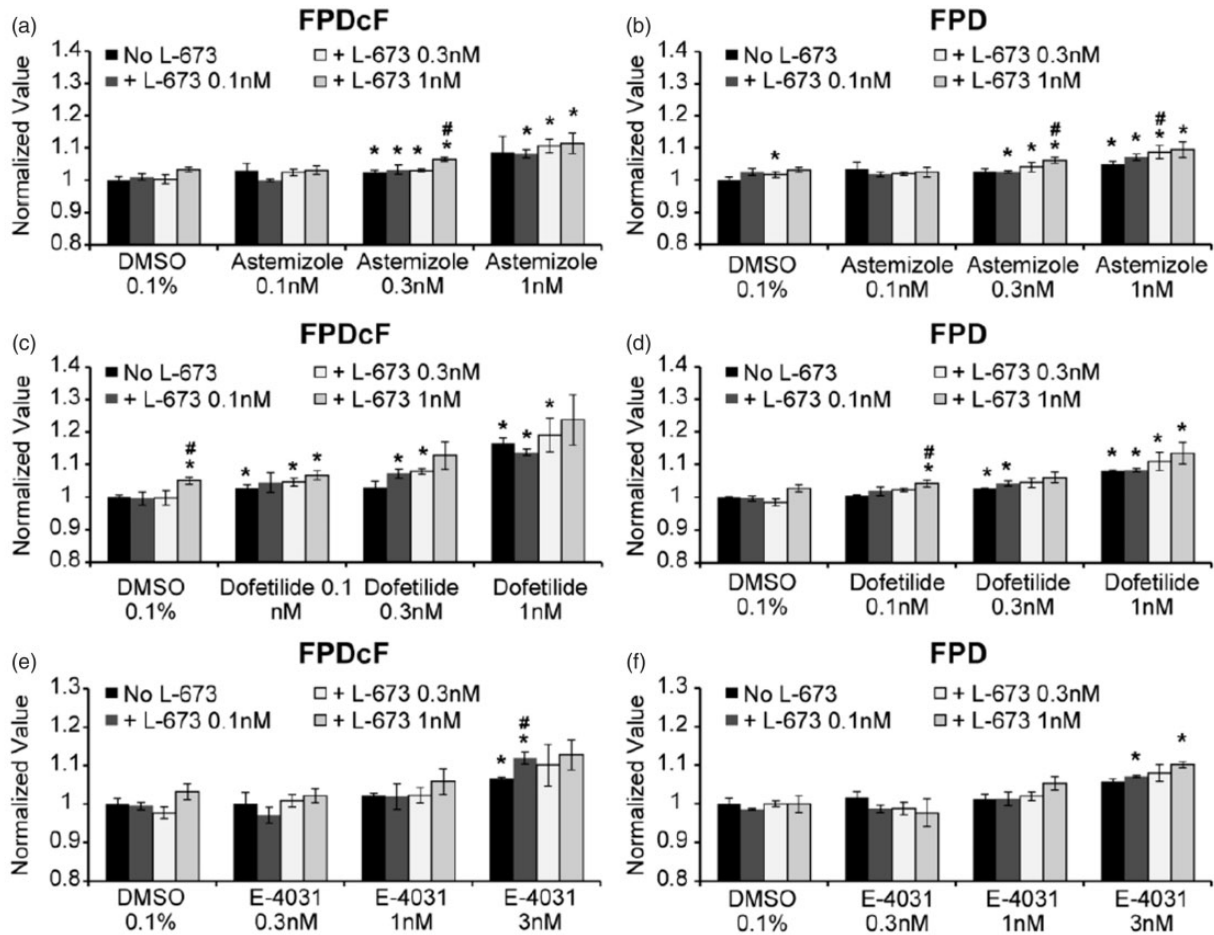 (a) FPDcF
Normalized Value
1.4
1.3
1.2
1.1
1
0.9
0.8
No L-673 + L-673 0.3nM
+ L-673 0.1nM + L-673 1nM
* * * # * * * *
DMSO Astemizole Astemizole Astemizole
0.1% 0.1nM 0.3nM 1nM
(b) FPD
Normalized Value
1.4
1.3
1.2
1.1
1
0.9
0.8
No L-673 + L-673 0.3nM
+ L-673 0.1nM + L-673 1nM
* * * # * * * # * *
DMSO Astemizole Astemizole Astemizole
0.1% 0.1nM 0.3nM 1nM
(c) FPDcF
Normalized Value
1.4
1.3
1.2
1.1
1
0.9
0.8
No L-673 + L-673 0.3nM
+ L-673 0.1nM + L-673 1nM
# * * * * * * * * *
DMSO Dofetilide 0.1 Dofetilide Dofetilide
0.1% nM 0.3nM 1nM
(d) FPD
Normalized Value
1.4
1.3
1.2
1.1
1
0.9
0.8
No L-673 + L-673 0.3nM
+ L-673 0.1nM + L-673 1nM
# * * * * * * *
DMSO Dofetilide Dofetilide Dofetilide
0.1% 0.1nM 0.3nM 1nM
(e) FPDcF
Normalized Value
1.3
1.2
1.1
1
0.9
0.8
No L-673 + L-673 0.3nM
+ L-673 0.1nM + L-673 1nM
* # *
DMSO E-4031 E-4031 E-4031
0.1% 0.3nM 1nM 3nM
(f) FPD
Normalized Value
1.3
1.2
1.1
1
0.9
0.8
No L-673 + L-673 0.3nM
+ L-673 0.1nM + L-673 1nM
* *
DMSO E-4031 E-4031 E-4031
0.1% 0.3nM 1nM 3nM